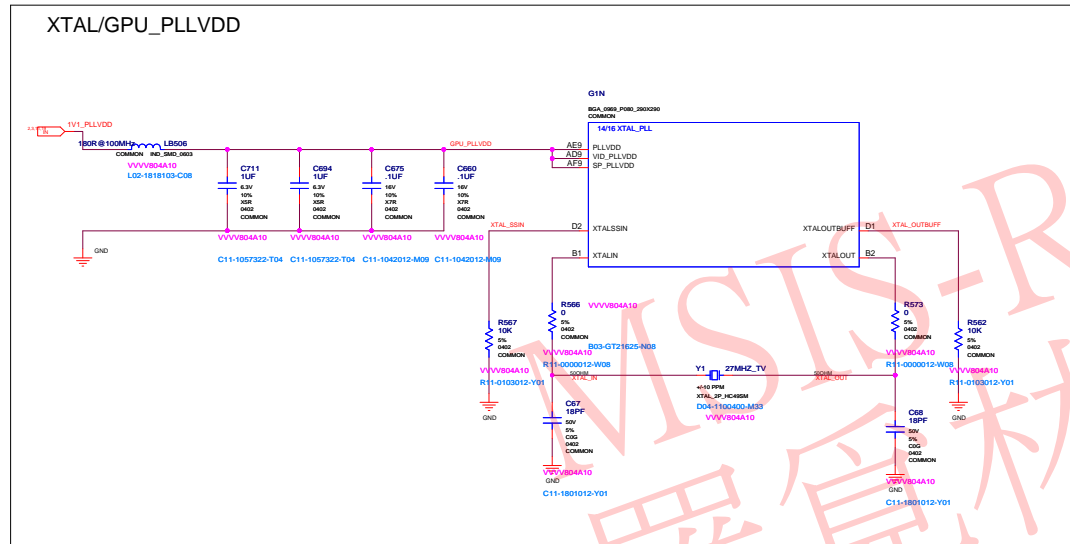 XTAL/GPU_PLLVDD
G1N
BGA_0969_P080_290X290
COMMON
14/16 XTAL_PLL
IN
1V1_PLLVDD
180R@100MHz LB506
COMMON IND_SMD_0603
VVVV804A10
L02-1818103-C08
GPU_PLLVDD
AE9 PLLVDD
AD9 VID_PLLVDD
AF9 SP_PLLVDD
C711
1UF
6.3V
10%
X5R
0402
COMMON
VVVV804A10
C11-1057322-T04
C694
1UF
6.3V
10%
X5R
0402
COMMON
VVVV804A10
C11-1057322-T04
C675
.1UF
16V
10%
X7R
0402
COMMON
VVVV804A10
C11-1042012-M09
C660
.1UF
16V
10%
X7R
0402
COMMON
VVVV804A10
C11-1042012-M09
GND
XTAL_SSIN
D2 XTALSSIN
B1 XTALIN
XTALOUTBUFF D1
XTAL_OUTBUFF
XTALOUT B2
R567
10K
5%
0402
COMMON
VVVV804A10
R11-0103012-Y01
GND
R566
0
5%
0402
COMMON
VVVV804A10
R11-0000012-W08
VVVV804A10
B03-GT21625-N08
R573
0
5%
0402
COMMON
VVVV804A10
R11-0000012-W08
R562
10K
5%
0402
COMMON
VVVV804A10
R11-0103012-Y01
GND
50OHM
XTAL_IN
Y1 27MHZ_TV
+/-10 PPM
XTAL_2P_HC49SM
D04-1100400-M33
VVVV804A10
50OHM
XTAL_OUT
C67
18PF
50V
5%
C0G
0402
COMMON
VVVV804A10
GND
C11-1801012-Y01
C68
18PF
50V
5%
C0G
0402
COMMON
VVVV804A10
GND
C11-1801012-Y01
MSIS-R